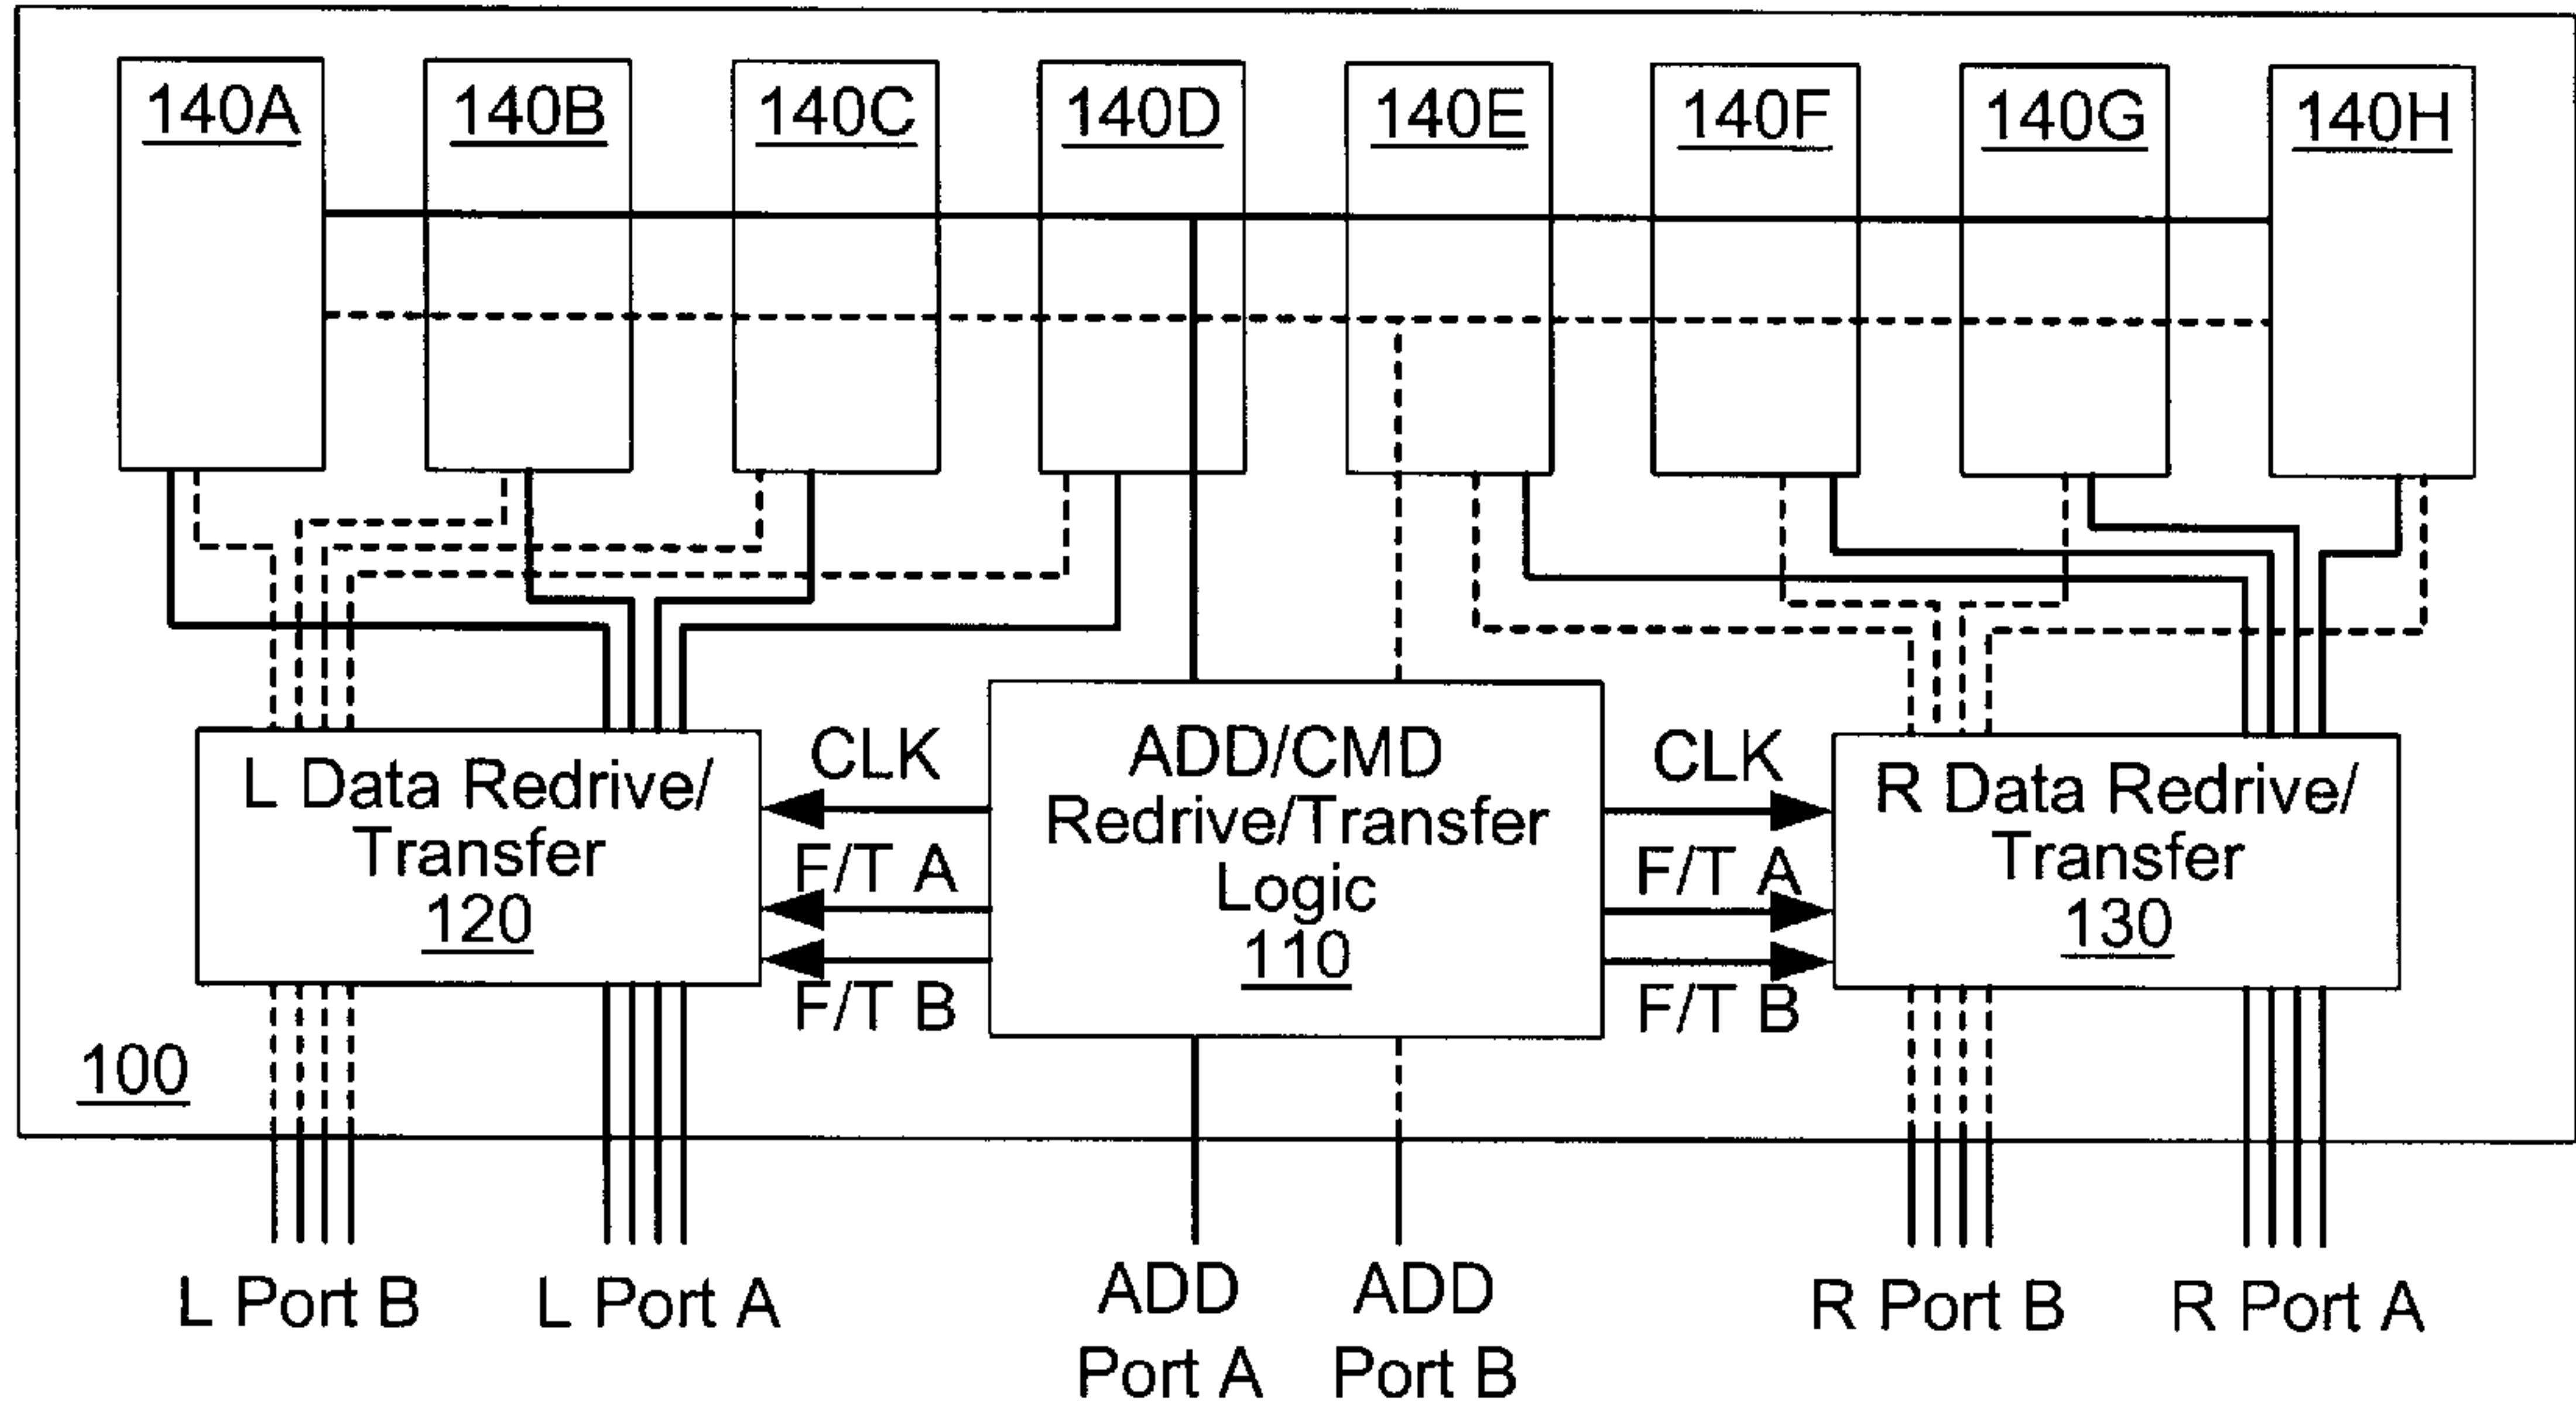 140A
140B
140C
140D
140E
140F
140G
140H
L Data Redrive/
Transfer
120
CLK
F/T A
F/T B
ADD/CMD
Redrive/Transfer
Logic
110
CLK
F/T A
F/T B
R Data Redrive/
Transfer
130
100
L Port B
L Port A
ADD
Port A
ADD
Port B
R Port B
R Port A